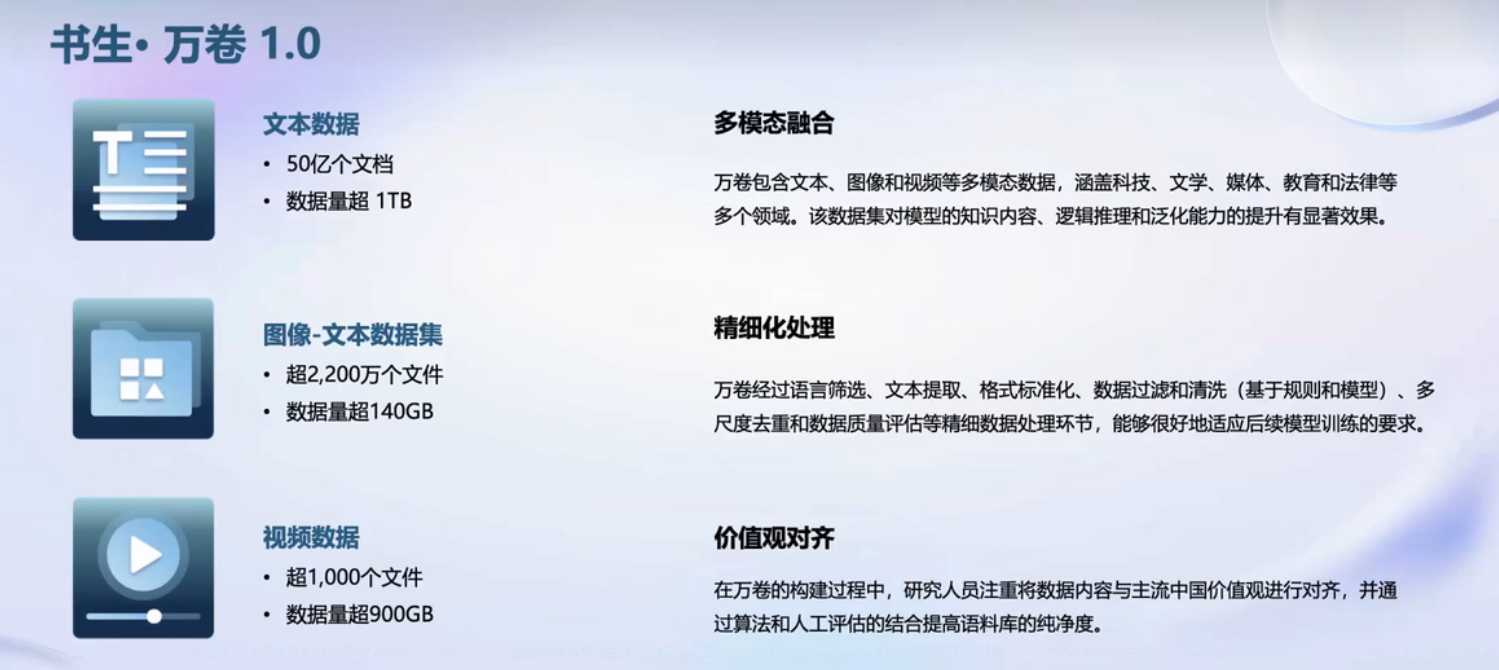 书生·万卷 1.0
文本数据
• 50亿个文档
• 数据量超 1TB
图像-文本数据集
• 超2,200万个文件
• 数据量超140GB
视频数据
• 超1,000个文件
• 数据量超900GB
多模态融合
万卷包含文本、图像和视频等多模态数据，涵盖科技、文学、媒体、教育和法律等
多个领域。该数据集对模型的知识内容、逻辑推理和泛化能力的提升有显著效果。
精细化处理
万卷经过语言筛选、文本提取、格式标准化、数据过滤和清洗（基于规则和模型）、多
尺度去重和数据质量评估等精细数据处理环节，能够很好地适应后续模型训练的要求。
价值观对齐
在万卷的构建过程中，研究人员注重将数据内容与主流中国价值观进行对齐，并通
过算法和人工评估的结合提高语料库的纯净度。